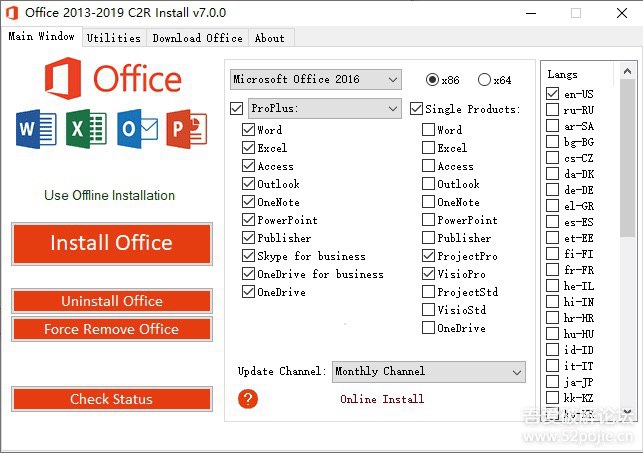 Office 2013-2019 C2R Install v7.0.0
Main Window Utilities Download Office About
Office
W X O P
Use Offline Installation
Install Office
Uninstall Office
Force Remove Office
Check Status
Microsoft Office 2016 x86 x64
ProPlus: Single Products:
Word Word
Excel Excel
Access Access
Outlook Outlook
OneNote OneNote
PowerPoint PowerPoint
Publisher Publisher
Skype for business ProjectPro
OneDrive for business VisioPro
OneDrive ProjectStd
VisioStd
OneDrive
Update Channel: Monthly Channel
? Online Install
Langs
en-US
ru-RU
ar-SA
bg-BG
cs-CZ
da-DK
de-DE
el-GR
es-ES
et-EE
fi-FI
fr-FR
he-IL
hi-IN
hr-HR
hu-HU
id-ID
it-IT
ja-JP
kk-KZ
ko-KR
吾爱破解论坛
www.52pojie.cn